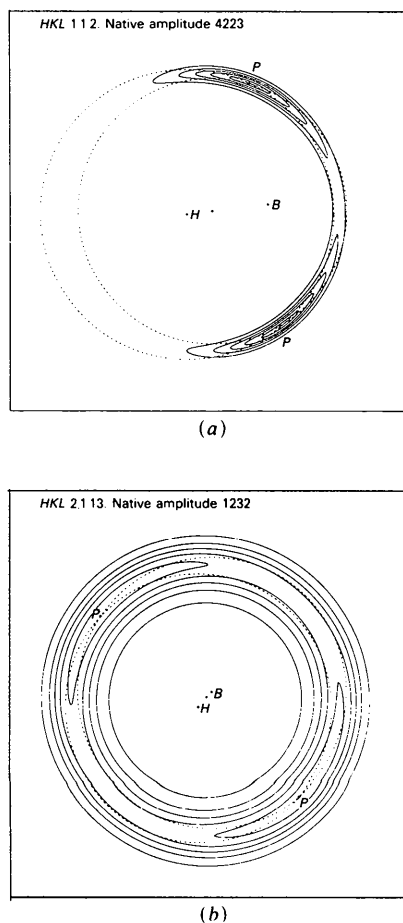 HKL 1 1 2. Native amplitude 4223
P
H
B
P
(a)
HKL 2,1 13. Native amplitude 1232
P
B
H
P
(b)